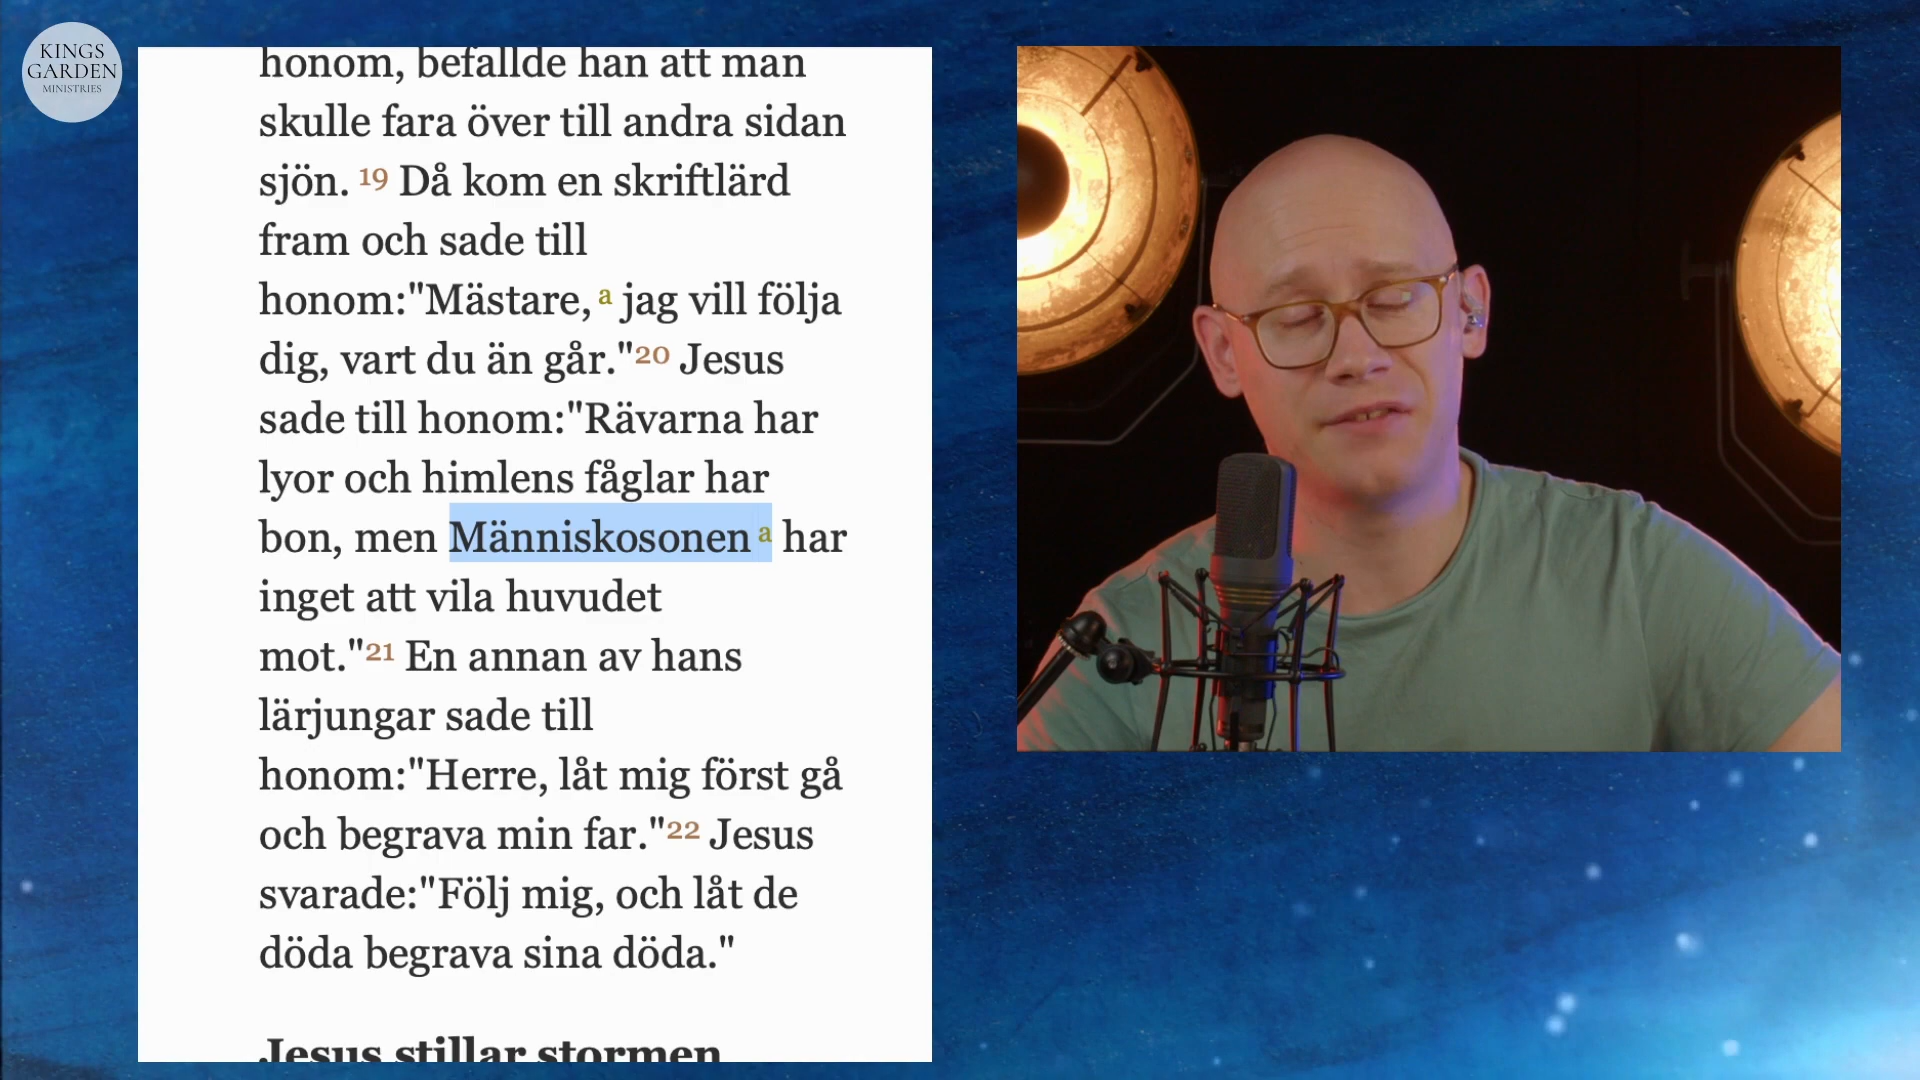 KINGS
GARDEN
MINISTRIES
honom, befallde han att man
skulle fara över till andra sidan
sjön. 19 Då kom en skriftlärd
fram och sade till
honom:"Mästare, a jag vill följa
dig, vart du än går."20 Jesus
sade till honom:"Rävarna har
lyor och himlens fåglar har
bon, men Människosonen a har
inget att vila huvudet
mot."21 En annan av hans
lärjungar sade till
honom:"Herre, låt mig först gå
och begrava min far."22 Jesus
svarade:"Följ mig, och låt de
döda begrava sina döda."
Jesus stillar stormen